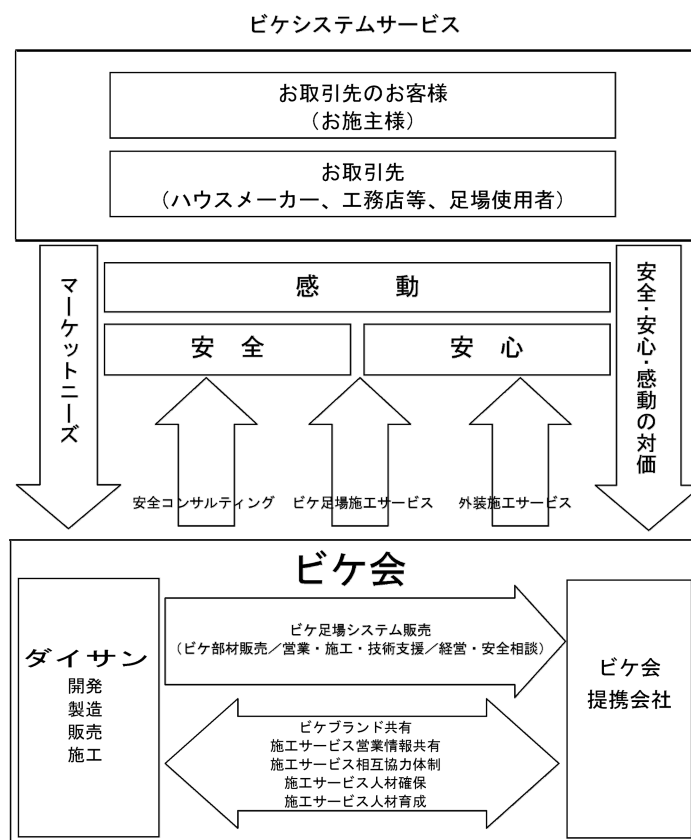 ビケシステムサービス
お取引先のお客様
（お施主様）
お取引先
（ハウスメーカー、工務店等、足場使用者）
マーケットニーズ
感　　動
安　全
安　心
安全・安心・感動の対価
安全コンサルティング
ビケ足場施工サービス
外装施工サービス
ビケ会
ダイサン
開発
製造
販売
施工
ビケ足場システム販売
（ビケ部材販売／営業・施工・技術支援／経営・安全相談）
ビケブランド共有
施工サービス営業情報共有
施工サービス相互協力体制
施工サービス人材確保
施工サービス人材育成
ビケ会
提携会社